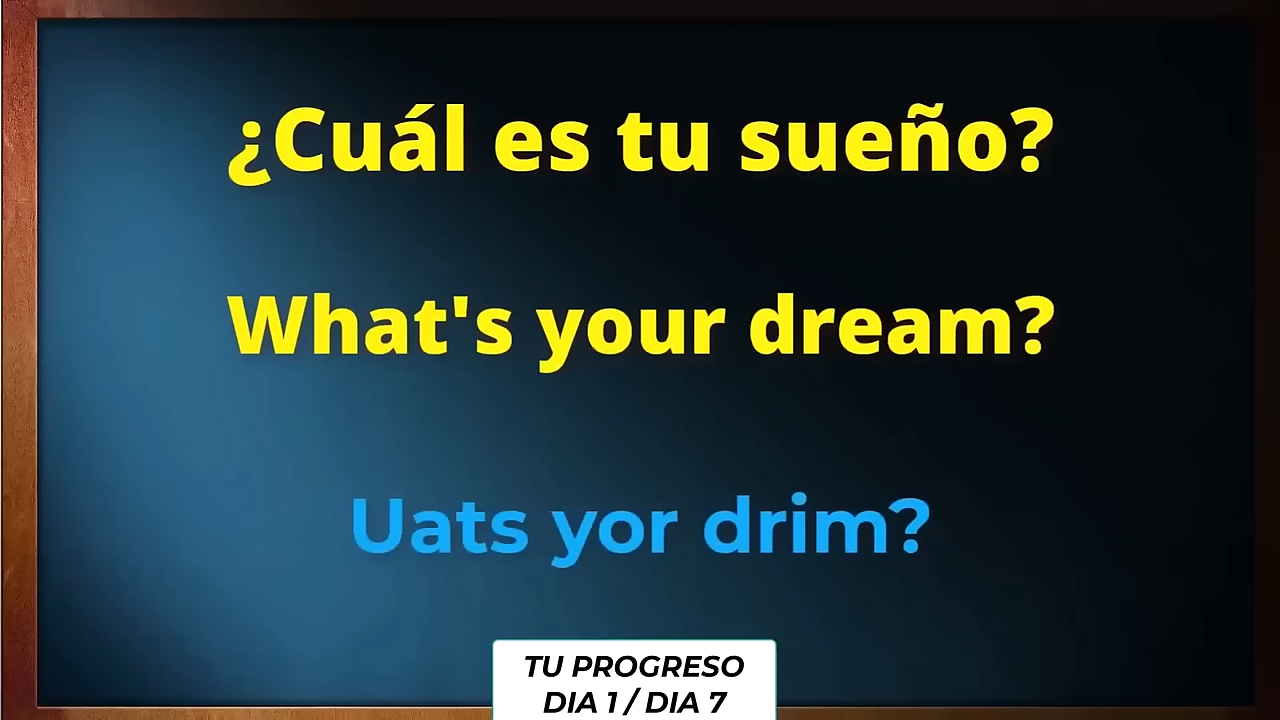 ¿Cuál es tu sueño?
What's your dream?
Uats yor drim?
TU PROGRESO
DIA 1 / DIA 7